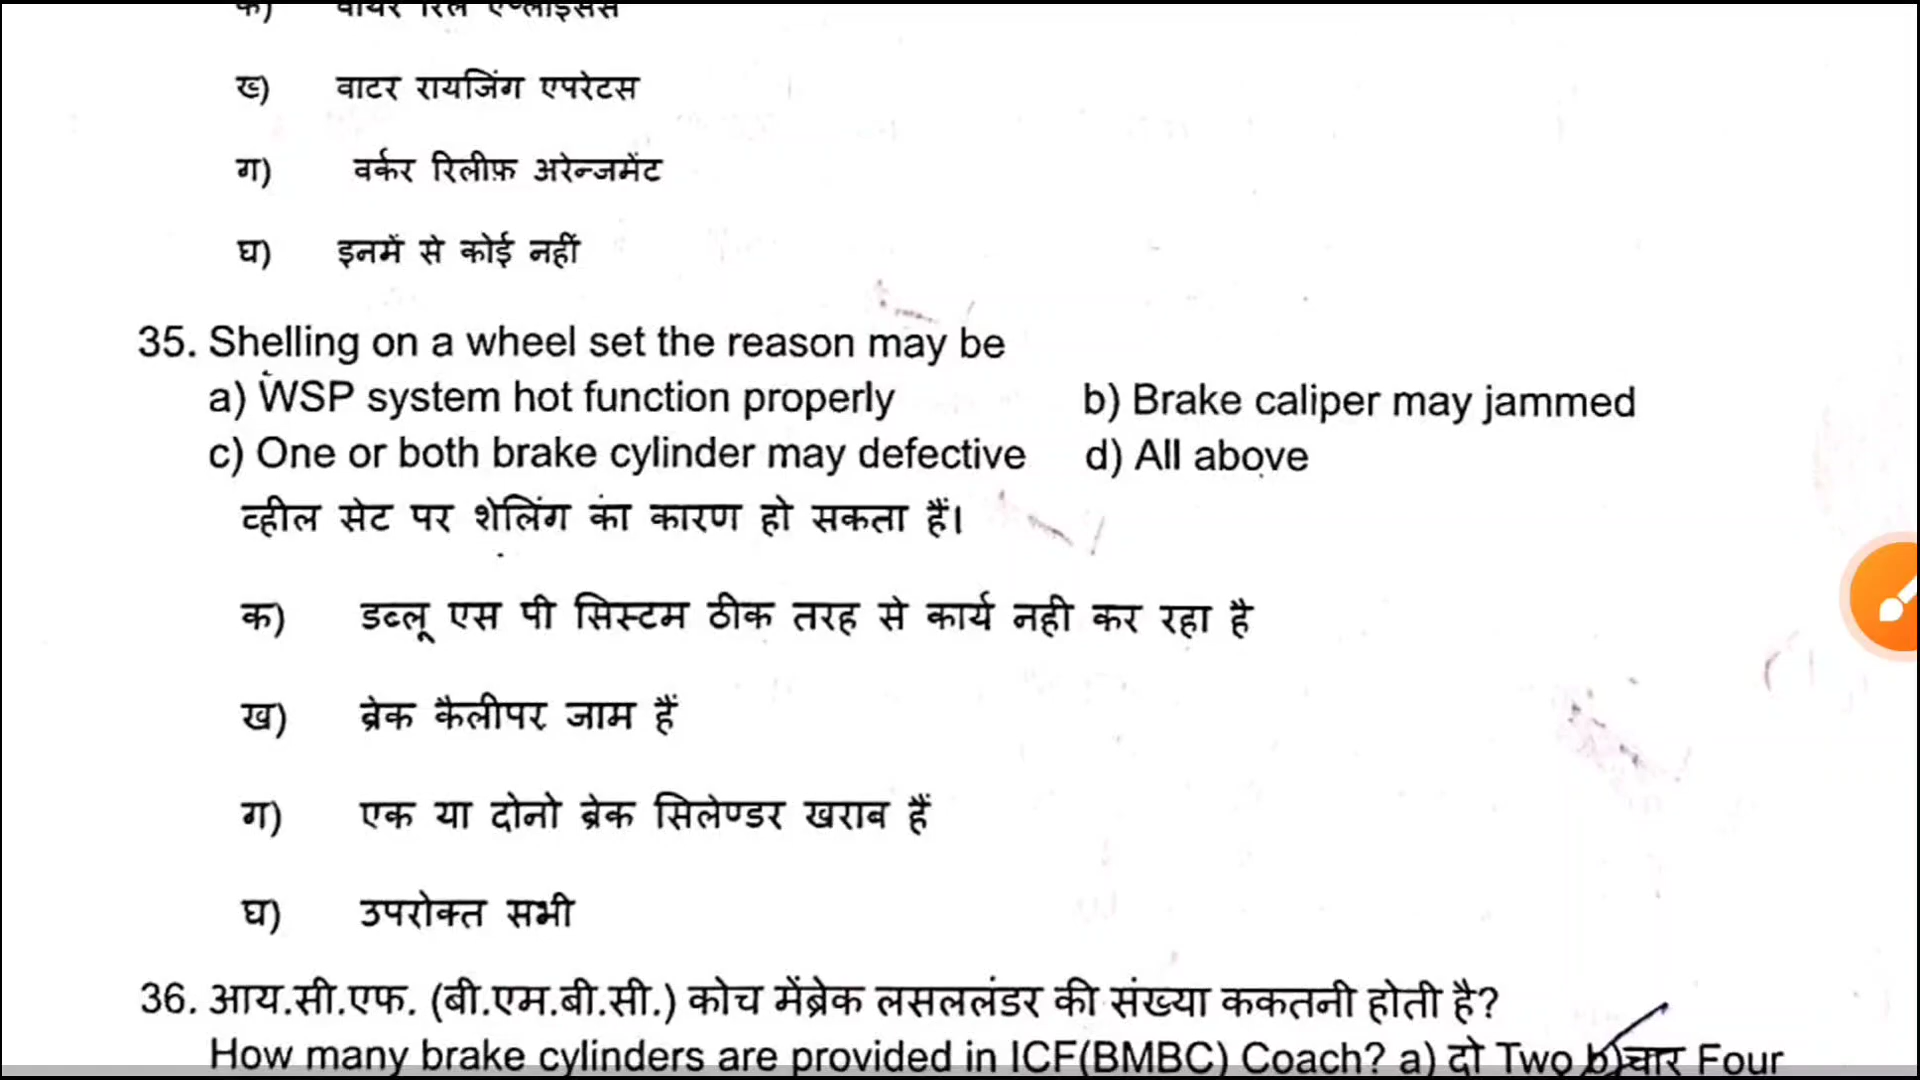 ख) वाटर रायजिंग एपरेटस
ग) वर्कर रिलीफ़ अरेन्जमेंट
घ) इनमें से कोई नहीं
35. Shelling on a wheel set the reason may be
a) WSP system hot function properly b) Brake caliper may jammed
c) One or both brake cylinder may defective d) All above
व्हील सेट पर शेलिंग का कारण हो सकता हैं।
क) डब्लू एस पी सिस्टम ठीक तरह से कार्य नही कर रहा है
ख) ब्रेक कैलीपर जाम हैं
ग) एक या दोनो ब्रेक सिलेण्डर खराब हैं
घ) उपरोक्त सभी
36. आय.सी.एफ. (बी.एम.बी.सी.) कोच मेंब्रेक लसललंडर की संख्या ककतनी होती है?
How many brake cylinders are provided in ICF(BMBC) Coach? a) दो Two b)चार Four